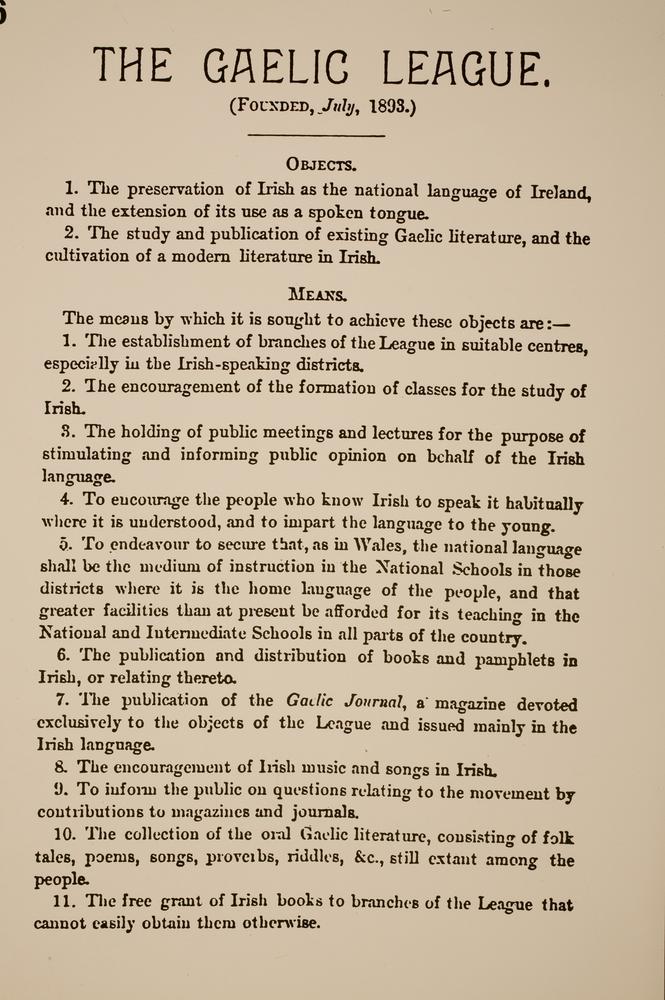 6
THE GAELIC LEAGUE.
(Founded, July, 1893.)
Objects.
1. The preservation of Irish as the national language of Ireland,
and the extension of its use as a spoken tongue.
2. The study and publication of existing Gaelic literature, and the
cultivation of a modern literature in Irish.
Means.
The means by which it is sought to achieve these objects are:—
1. The establishment of branches of the League in suitable centres,
especially in the Irish-speaking districts.
2. The encouragement of the formation of classes for the study of
Irish.
3. The holding of public meetings and lectures for the purpose of
stimulating and informing public opinion on behalf of the Irish
language.
4. To encourage the people who know Irish to speak it habitually
where it is understood, and to impart the language to the young.
5. To endeavour to secure that, as in Wales, the national language
shall be the medium of instruction in the National Schools in those
districts where it is the home language of the people, and that
greater facilities than at present be afforded for its teaching in the
National and Intermediate Schools in all parts of the country.
6. The publication and distribution of books and pamphlets in
Irish, or relating thereto.
7. The publication of the Gaelic Journal, a magazine devoted
exclusively to the objects of the League and issued mainly in the
Irish language.
8. The encouragement of Irish music and songs in Irish.
9. To inform the public on questions relating to the movement by
contributions to magazines and journals.
10. The collection of the oral Gaelic literature, consisting of folk
tales, poems, songs, proverbs, riddles, &c., still extant among the
people.
11. The free grant of Irish books to branches of the League that
cannot easily obtain them otherwise.